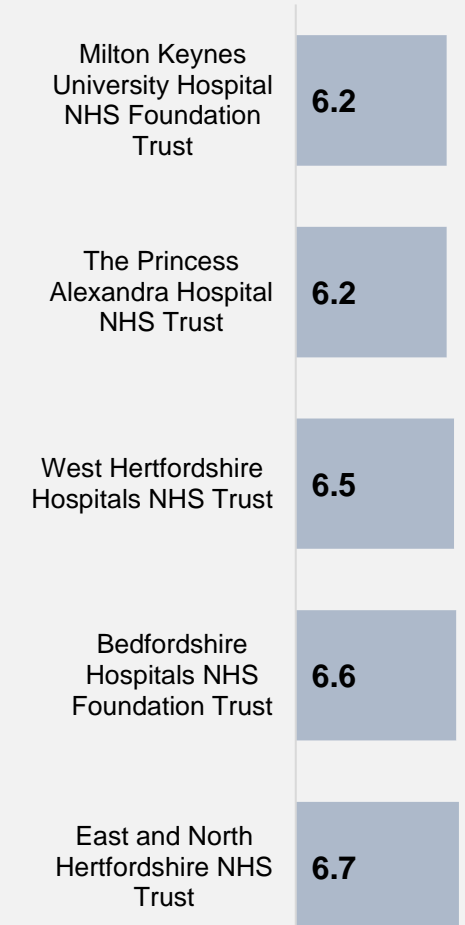 Milton Keynes
University Hospital
NHS Foundation
Trust
6.2
The Princess
Alexandra Hospital
NHS Trust
6.2
West Hertfordshire
Hospitals NHS Trust
6.5
Bedfordshire
Hospitals NHS
Foundation Trust
6.6
East and North
Hertfordshire NHS
Trust
6.7